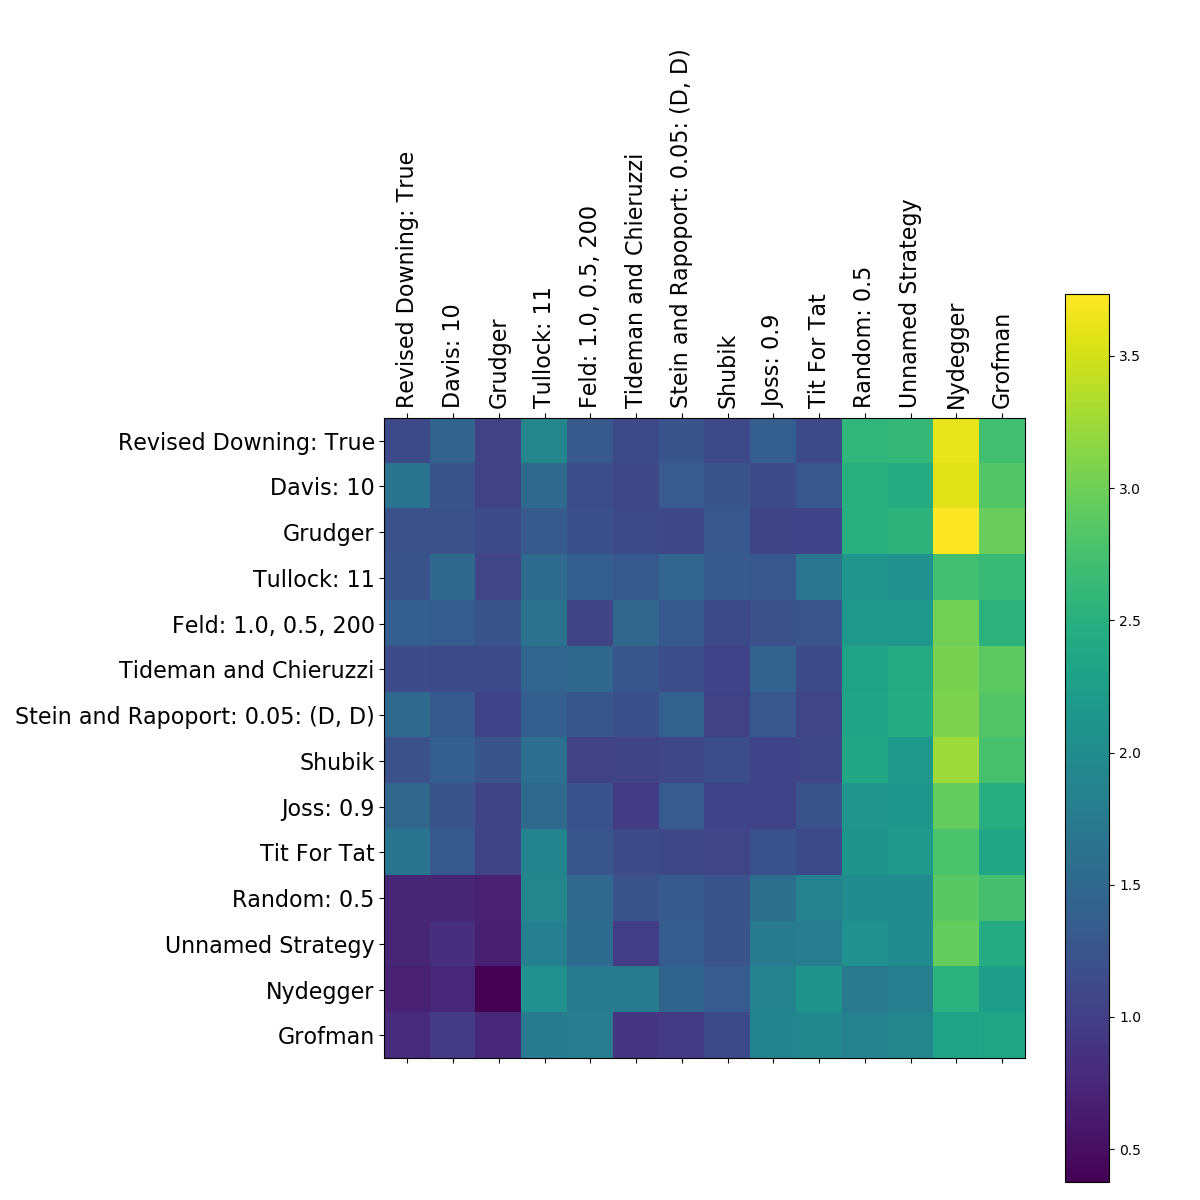 Revised Downing: True
Davis: 10
Grudger
Tullock: 11
Feld: 1.0, 0.5, 200
Tideman and Chieruzzi
Stein and Rapoport: 0.05: (D, D)
Shubik
Joss: 0.9
Tit For Tat
Random: 0.5
Unnamed Strategy
Nydegger
Grofman
Revised Downing: True
Davis: 10
Grudger
Tullock: 11
Feld: 1.0, 0.5, 200
Tideman and Chieruzzi
Stein and Rapoport: 0.05: (D, D)
Shubik
Joss: 0.9
Tit For Tat
Random: 0.5
Unnamed Strategy
Nydegger
Grofman
3.5
3.0
2.5
2.0
1.5
1.0
0.5